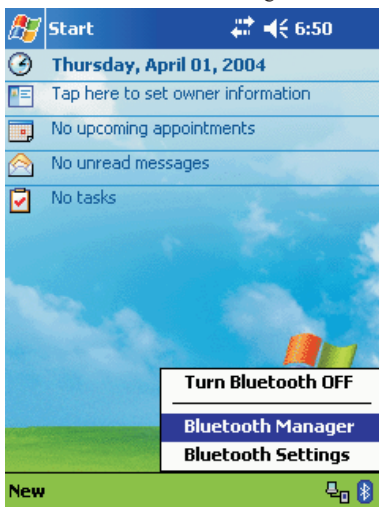 Start 6:50
Thursday, April 01, 2004
Tap here to set owner information
No upcoming appointments
No unread messages
No tasks
Turn Bluetooth OFF
Bluetooth Manager
Bluetooth Settings
New